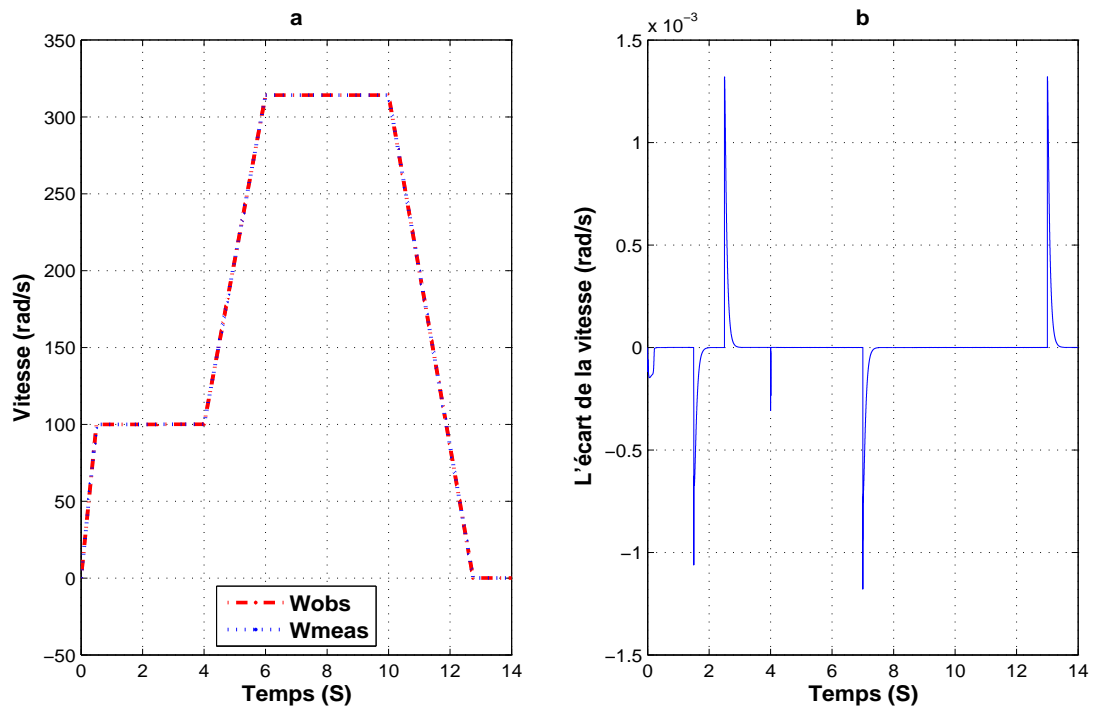 a
350
300
250
200
150
100
50
0
−50
0 2 4 6 8 10 12 14
Vitesse (rad/s)
Temps (S)
Wobs
Wmeas
b
x 10⁻³
1.5
1
0.5
0
−0.5
−1
−1.5
0 2 4 6 8 10 12 14
L'écart de la vitesse (rad/s)
Temps (S)